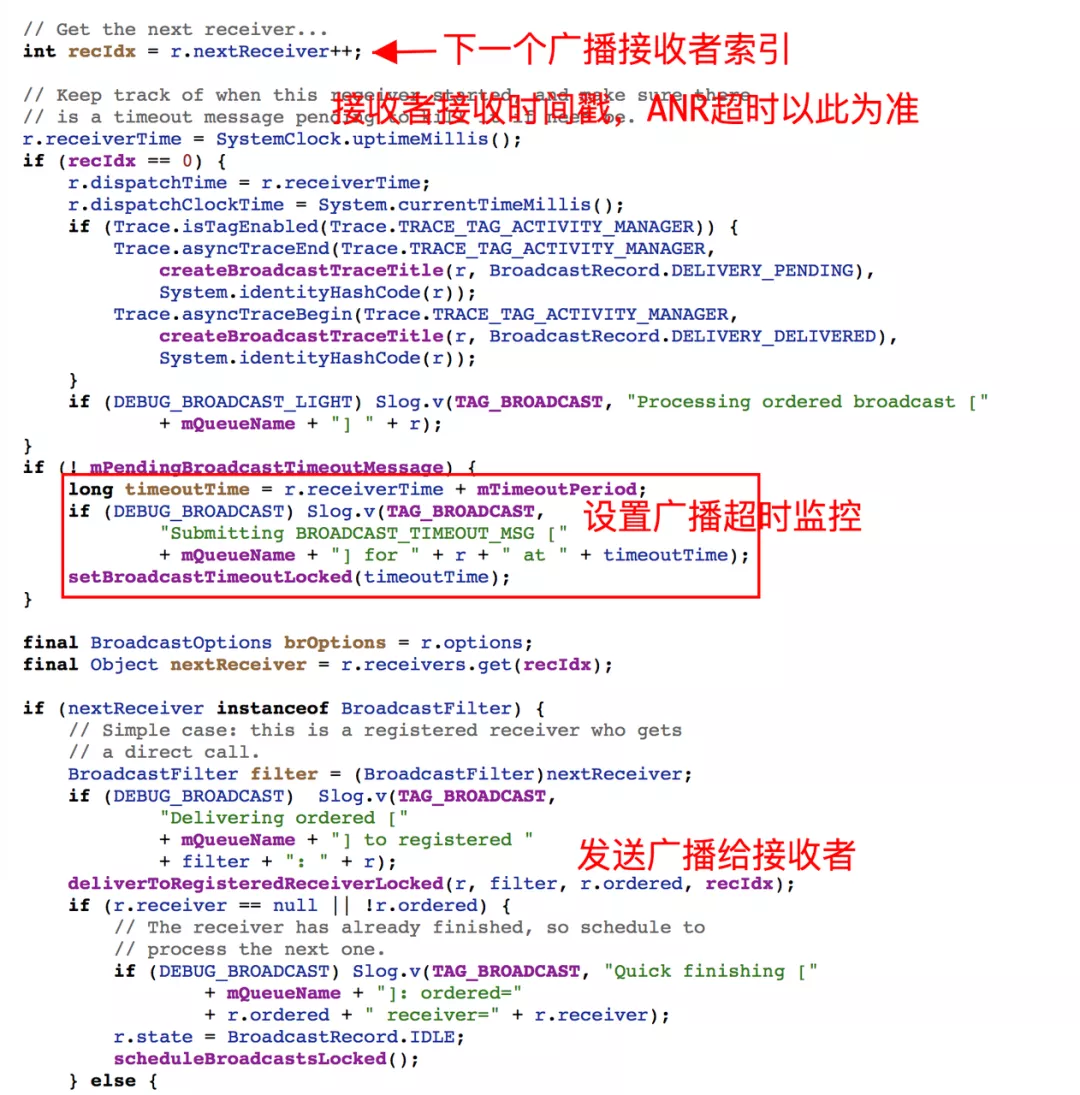 // Get the next receiver...
int recIdx = r.nextReceiver++; 下一个广播接收者索引
// Keep track of when this receiver started, and make sure there
接收者接收时间戳，ANR超时以此为准
// is a timeout message pending to kill it if need be.
r.receiverTime = SystemClock.uptimeMillis();
if (recIdx == 0) {
r.dispatchTime = r.receiverTime;
r.dispatchClockTime = System.currentTimeMillis();
if (Trace.isTagEnabled(Trace.TRACE_TAG_ACTIVITY_MANAGER)) {
Trace.asyncTraceEnd(Trace.TRACE_TAG_ACTIVITY_MANAGER,
createBroadcastTraceTitle(r, BroadcastRecord.DELIVERY_PENDING),
System.identityHashCode(r));
Trace.asyncTraceBegin(Trace.TRACE_TAG_ACTIVITY_MANAGER,
createBroadcastTraceTitle(r, BroadcastRecord.DELIVERY_DELIVERED),
System.identityHashCode(r));
}
if (DEBUG_BROADCAST_LIGHT) Slog.v(TAG_BROADCAST, "Processing ordered broadcast ["
+ mQueueName + "] " + r);
}
if (! mPendingBroadcastTimeoutMessage) {
long timeoutTime = r.receiverTime + mTimeoutPeriod;
if (DEBUG_BROADCAST) Slog.v(TAG_BROADCAST, 设置广播超时监控
"Submitting BROADCAST_TIMEOUT_MSG ["
+ mQueueName + "] for " + r + " at " + timeoutTime);
setBroadcastTimeoutLocked(timeoutTime);
}
final BroadcastOptions brOptions = r.options;
final Object nextReceiver = r.receivers.get(recIdx);
if (nextReceiver instanceof BroadcastFilter) {
// Simple case: this is a registered receiver who gets
// a direct call.
BroadcastFilter filter = (BroadcastFilter)nextReceiver;
if (DEBUG_BROADCAST)  Slog.v(TAG_BROADCAST,
"Delivering ordered ["
+ mQueueName + "] to registered "
+ filter + ": " + r); 发送广播给接收者
deliverToRegisteredReceiverLocked(r, filter, r.ordered, recIdx);
if (r.receiver == null || !r.ordered) {
// The receiver has already finished, so schedule to
// process the next one.
if (DEBUG_BROADCAST) Slog.v(TAG_BROADCAST, "Quick finishing ["
+ mQueueName + "]: ordered="
+ r.ordered + " receiver=" + r.receiver);
r.state = BroadcastRecord.IDLE;
scheduleBroadcastsLocked();
} else {